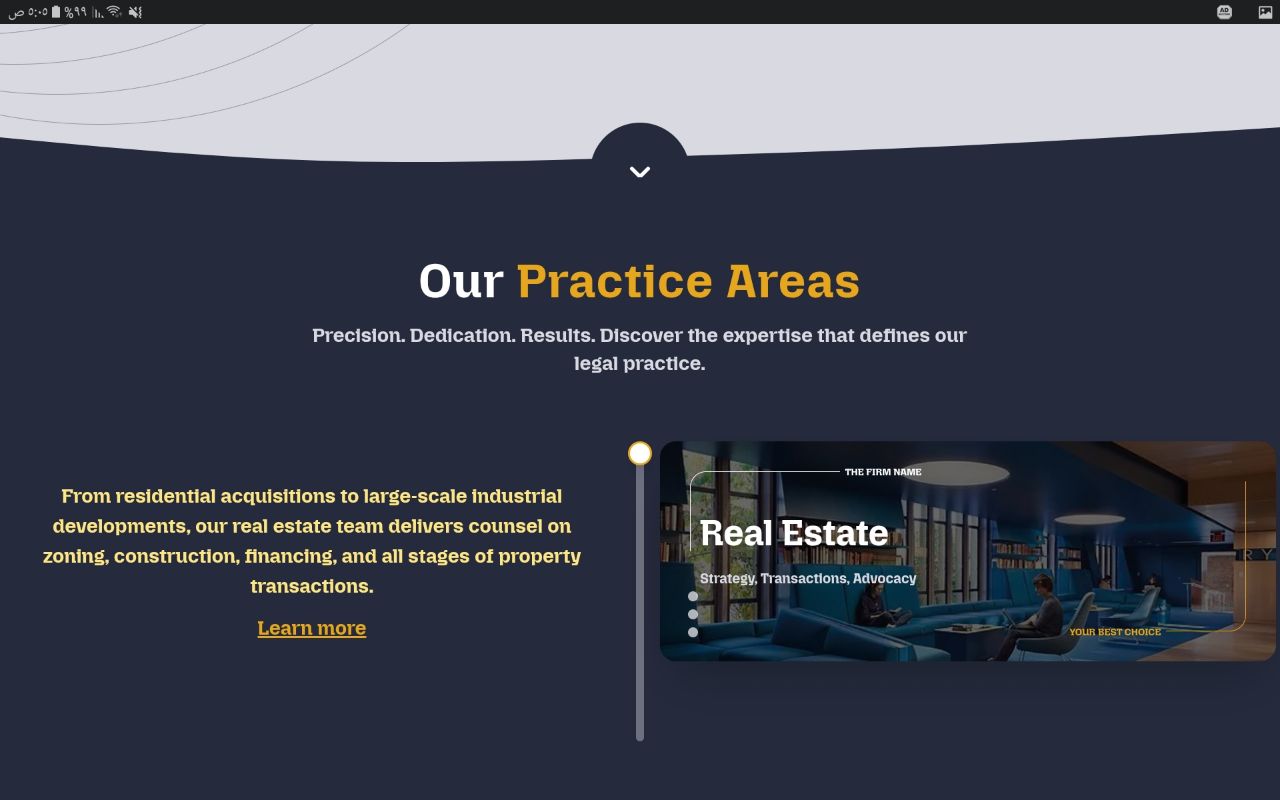 ٥:٠٥ ص
%٩٩
AD
Our Practice Areas
Precision. Dedication. Results. Discover the expertise that defines our
legal practice.
From residential acquisitions to large-scale industrial
developments, our real estate team delivers counsel on
zoning, construction, financing, and all stages of property
transactions.
Learn more
THE FIRM NAME
Real Estate
Strategy, Transactions, Advocacy
YOUR BEST CHOICE
RY